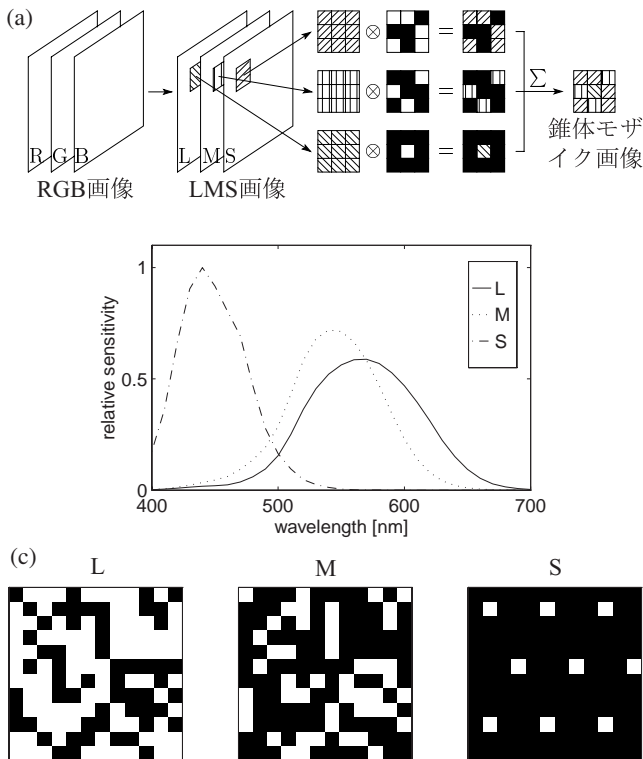 (a)
R G B
RGB画像
L M S
LMS画像
⊗ =
⊗ =
⊗ =
Σ
錐体モザ
イク画像
relative sensitivity
1
0.5
0
400 500 600 700
wavelength [nm]
L
M
S
(c)
L M S